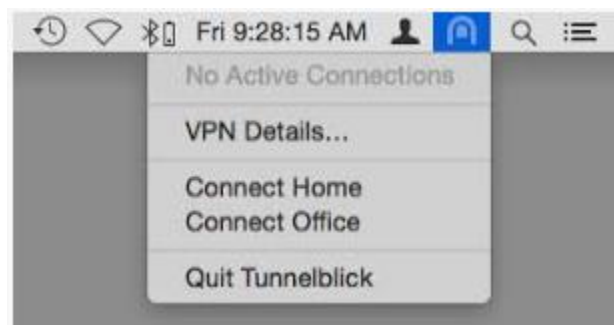 Fri 9:28:15 AM
No Active Connections
VPN Details...
Connect Home
Connect Office
Quit Tunnelblick